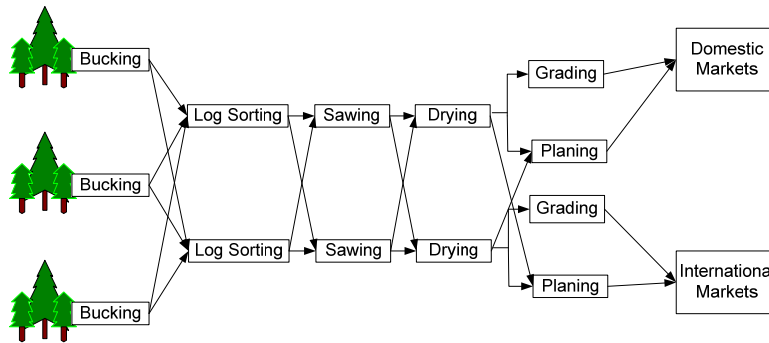 Bucking
Bucking
Bucking
Log Sorting
Log Sorting
Sawing
Sawing
Drying
Drying
Grading
Planing
Grading
Planing
Domestic
Markets
Internationa
Markets